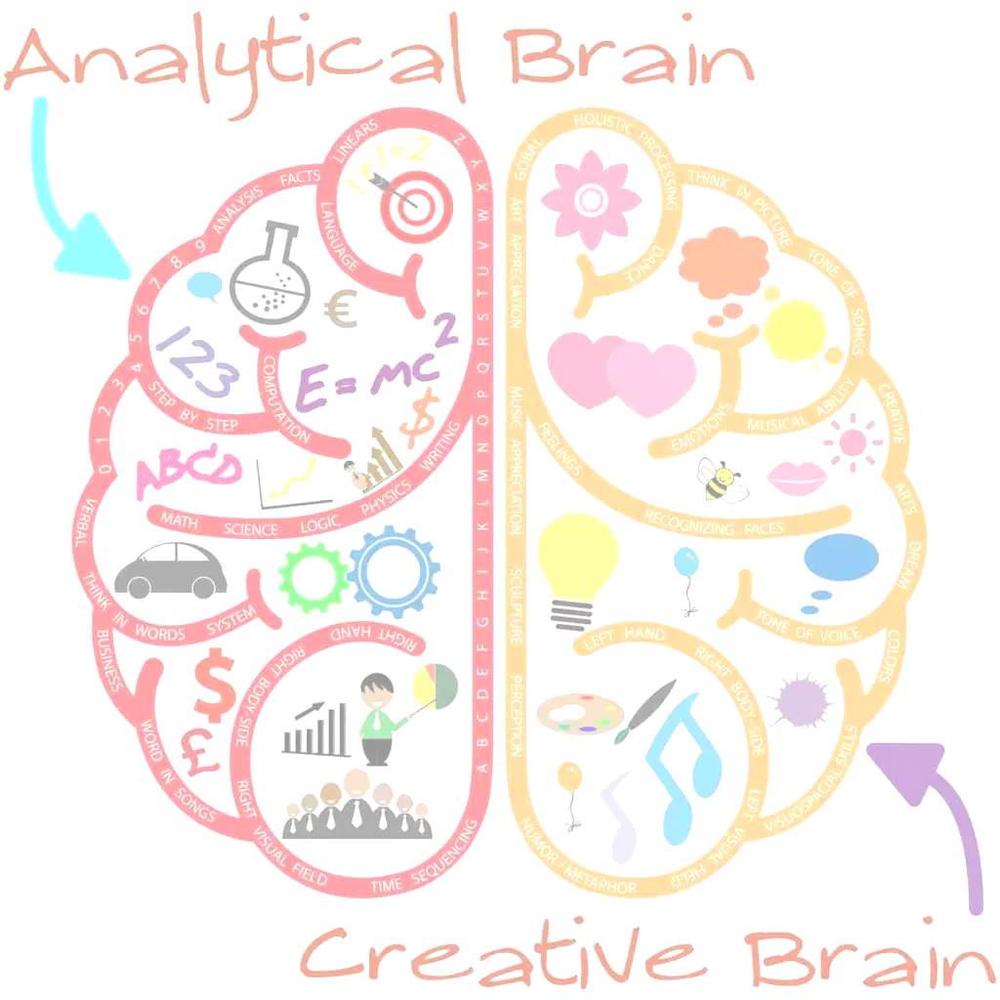 Analytical Brain
LINEARS
LANGUAGE
1+1=2
ANALYSIS FACTS
0 1 2 3 4 5 6 7 8 9
€
123
E=mc²
$
COMPUTATION
STEP BY STEP
ABCD
MATH SCIENCE LOGIC PHYSICS WRITING
VERBAL
THINK IN WORDS SYSTEM
BUSINESS
$
£
WORD IN SONGS
RIGHT HAND
RIGHT BODY-SIDE
RIGHT VISUAL FIELD
TIME SEQUENCING
A B C D E F G H I J K L M N O P Q R S T U V W X Y Z
GOBAL
HOLISTIC PROCESSING
DANCE
ART APPRECIATION
MUSIC APPRECIATION
SCULPTURE
PERCEPTION
THINK IN PICTURE
TONE OF SONGS
MUSICAL ABILITY
EMOTIONS
FEELINGS
RECOGNIZING FACES
CREATIVE
ARTS
DREAM
TONE OF VOICE
COLORS
LEFT HAND
RIGHT BODY-SIDE
LEFT VISUAL FIELD
VISUOSPACIAL SKILLS
HUMOR/METAPHOR
Creative Brain